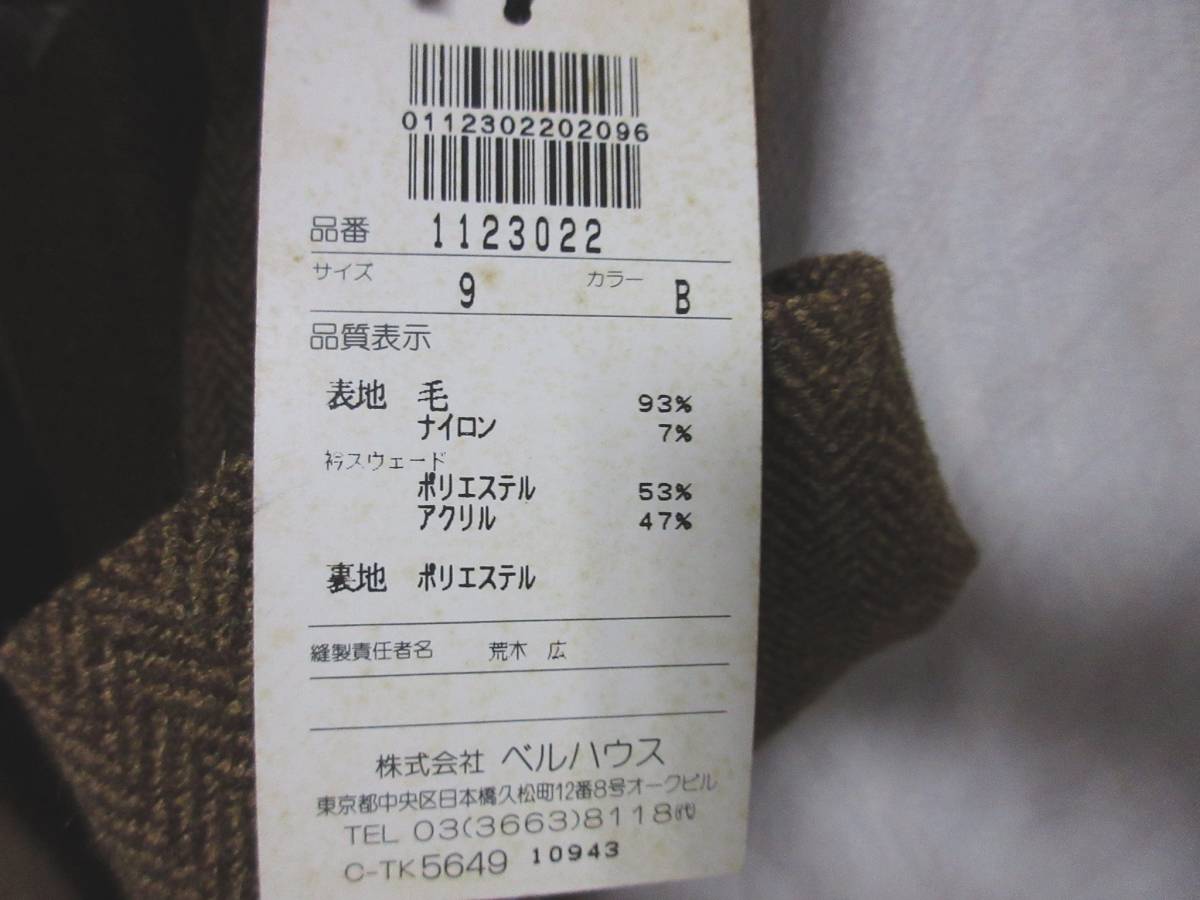 0112302202096
品番 1123022
サイズ 9 カラー B
品質表示
表地 毛 93%
ナイロン 7%
衿スウェード
ポリエステル 53%
アクリル 47%
裏地 ポリエステル
縫製責任者名 荒木 広
株式会社 ベルハウス
東京都中央区日本橋久松町12番8号オークビル
TEL 03(3663)8118㈹
C-TK5649 10943